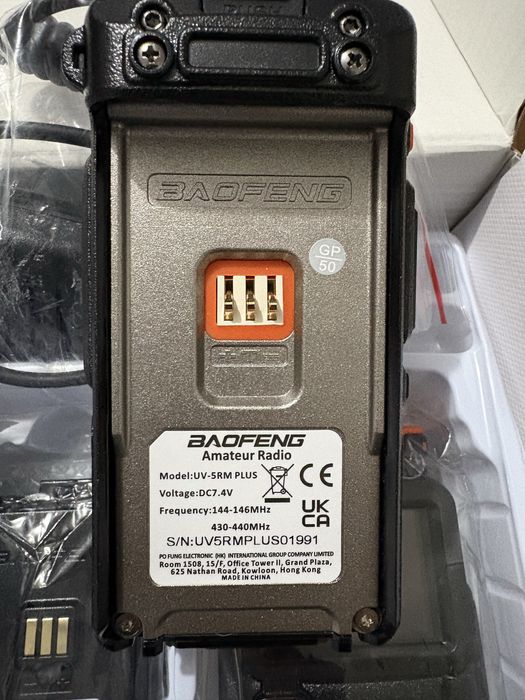 PUSH
BAOFENG
GP
50
BAOFENG
Amateur Radio
Model:UV-5RM PLUS
Voltage:DC7.4V
Frequency:144-146MHz
430-440MHz
CE
UK
CA
S/N:UV5RMPLUS01991
PO FUNG ELECTRONIC (HK) INTERNATIONAL GROUP COMPANY LIMITED
Room 1508, 15/F, Office Tower II, Grand Plaza,
625 Nathan Road, Kowloon, Hong Kong
MADE IN CHINA